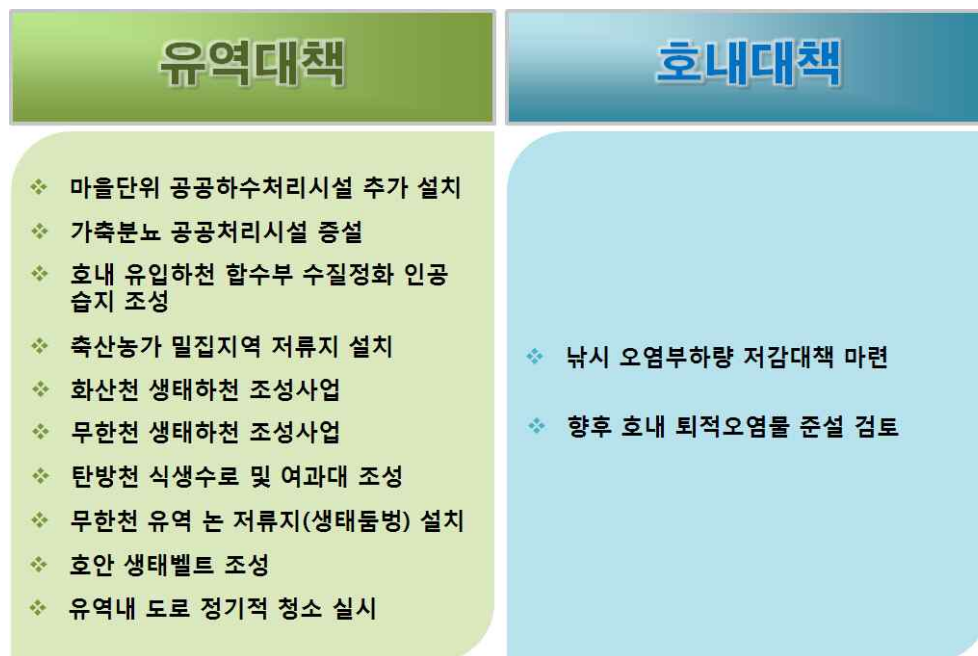 유역대책
마을단위 공공하수처리시설 추가 설치
가축분뇨 공공처리시설 증설
호내 유입하천 합수부 수질정화 인공
습지 조성
축산농가 밀집지역 저류지 설치
화산천 생태하천 조성사업
무한천 생태하천 조성사업
탄방천 식생수로 및 여과대 조성
무한천 유역 논 저류지(생태둠벙) 설치
호안 생태벨트 조성
유역내 도로 정기적 청소 실시
호내대책
낚시 오염부하량 저감대책 마련
향후 호내 퇴적오염물 준설 검토